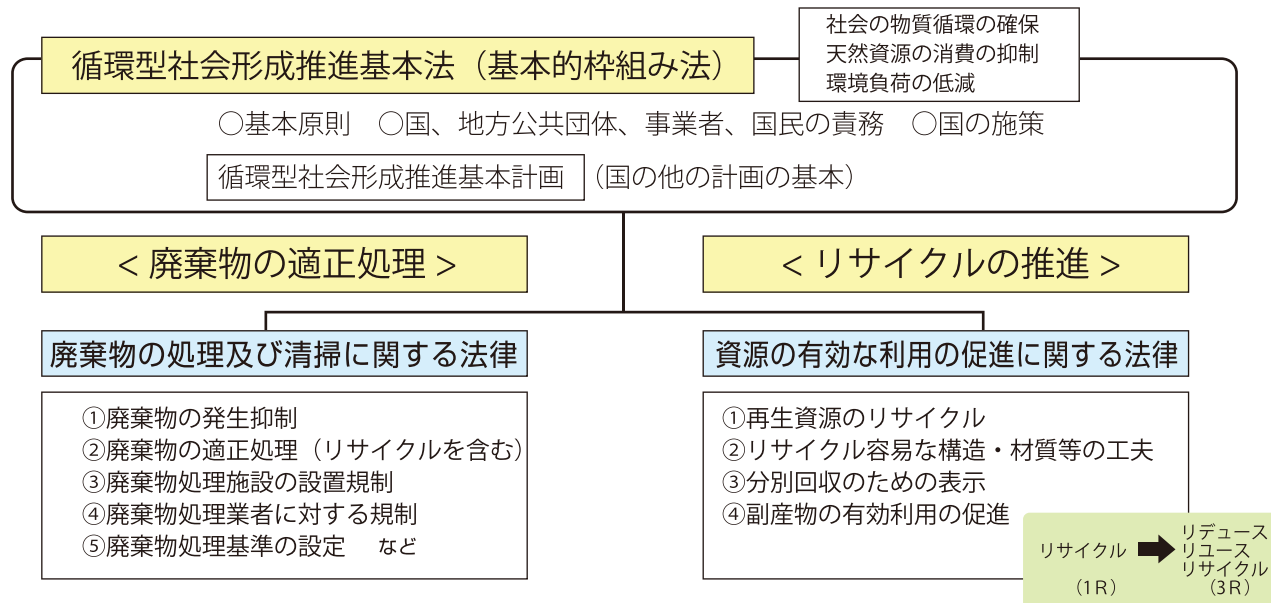 循環型社会形成推進基本法（基本的枠組み法）
社会の物質循環の確保
天然資源の消費の抑制
環境負荷の低減
○基本原則　○国、地方公共団体、事業者、国民の責務　○国の施策
循環型社会形成推進基本計画（国の他の計画の基本）
＜廃棄物の適正処理＞
＜リサイクルの推進＞
廃棄物の処理及び清掃に関する法律
①廃棄物の発生抑制
②廃棄物の適正処理（リサイクルを含む）
③廃棄物処理施設の設置規制
④廃棄物処理業者に対する規制
⑤廃棄物処理基準の設定　など
資源の有効な利用の促進に関する法律
①再生資源のリサイクル
②リサイクル容易な構造・材質等の工夫
③分別回収のための表示
④副産物の有効利用の促進
リサイクル
（1R）
リデュース
リユース
リサイクル
（3R）